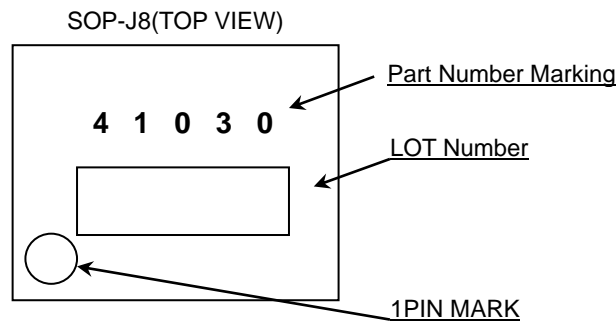 SOP-J8(TOP VIEW)
Part Number Marking
4 1 0 3 0
LOT Number
1PIN MARK